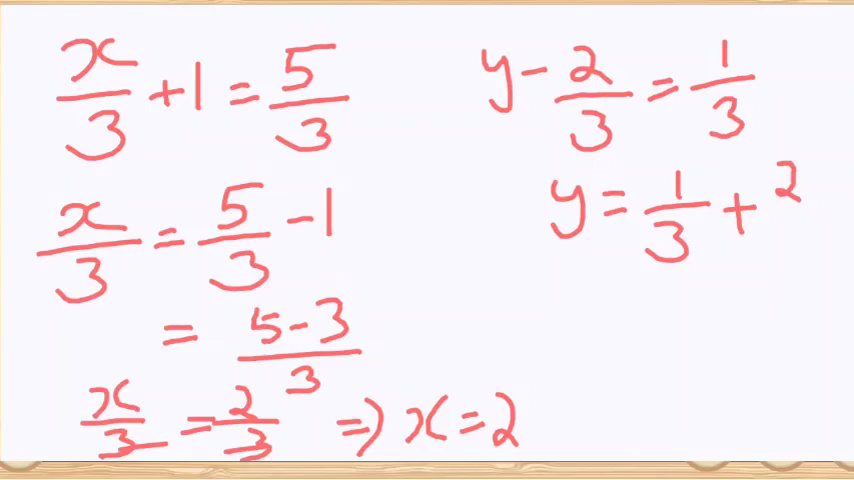 x/3 + 1 = 5/3
x/3 = 5/3 - 1
= 5-3/3
x/3 = 2/3 => x = 2
y - 2/3 = 1/3
y = 1/3 + 2